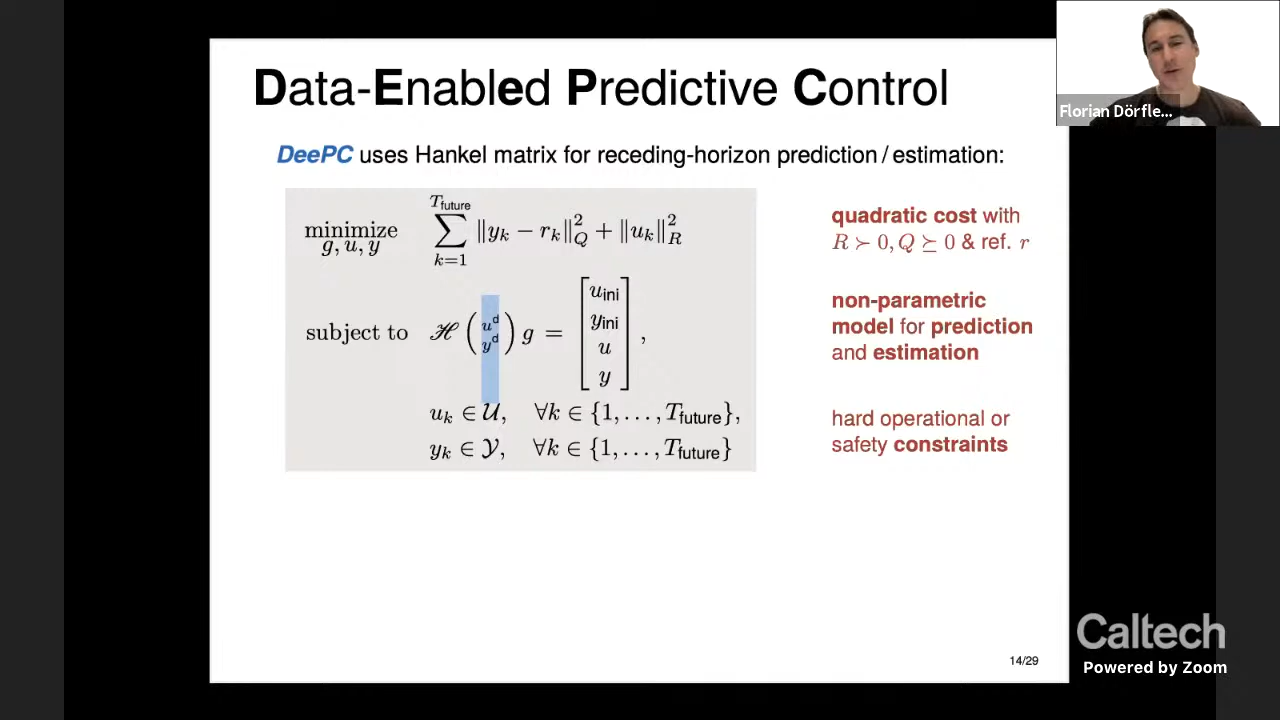 Data-Enabled Predictive Control
Florian Dörfle...
DeePC uses Hankel matrix for receding-horizon prediction / estimation:
minimize g, u, y ∑_{k=1}^{T_future} ‖y_k − r_k‖²_Q + ‖u_k‖²_R
quadratic cost with
R ≻ 0, Q ⪰ 0 & ref. r
subject to ℋ (u^d y^d) g = [u_ini y_ini u y],
non-parametric
model for prediction
and estimation
u_k ∈ 𝒰, ∀k ∈ {1, . . . , T_future},
y_k ∈ 𝒴, ∀k ∈ {1, . . . , T_future}
hard operational or
safety constraints
14/29
Caltech
Powered by Zoom